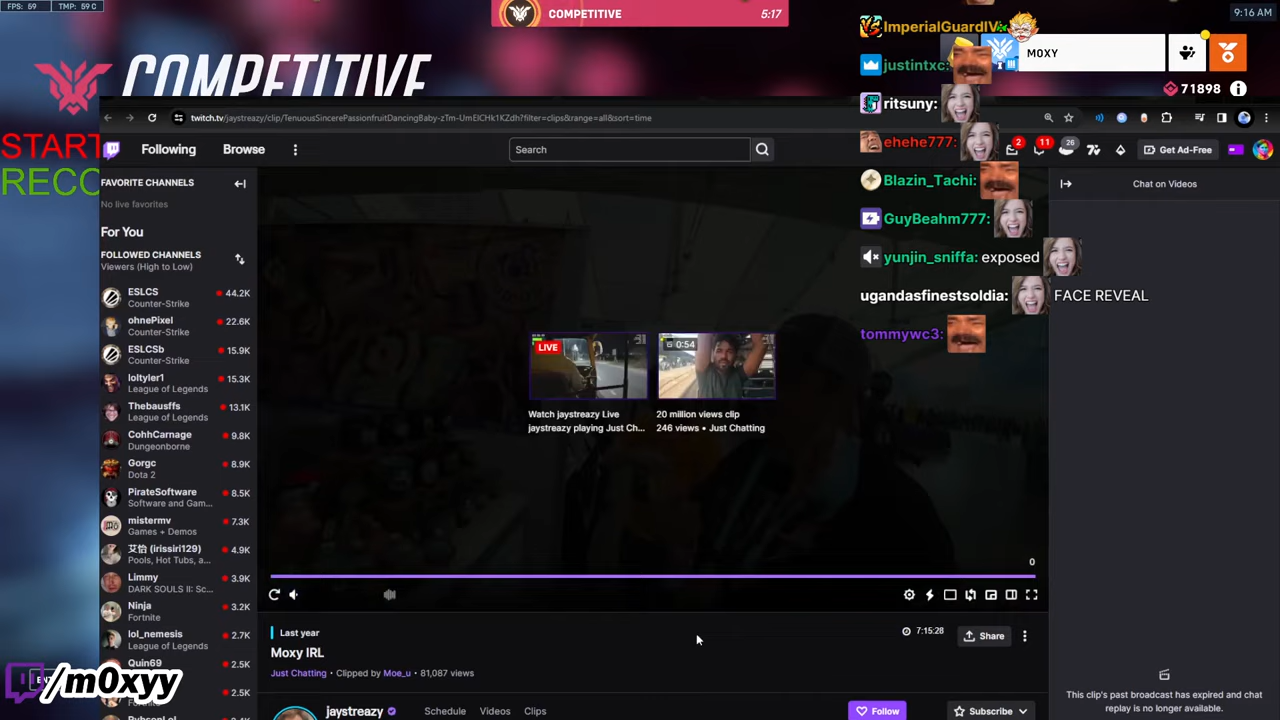 FPS: 59 TMP: 59 C
COMPETITIVE 5:17
9:16 AM
COMPETITIVE
MOXY
71898
START
RECO
twitch.tv/jaystreazy/clip/TenuousSincerePassionfruitDancingBaby-zTm-UmElCHk1KZdh?filter=clips&range=all&sort=time
Following
Browse
Search
2
11
26
Get Ad-Free
FAVORITE CHANNELS
No live favorites
For You
FOLLOWED CHANNELS
Viewers (High to Low)
ESLCS 44.2K
Counter-Strike
ohnePixel 22.6K
Counter-Strike
ESLCSb 15.9K
Counter-Strike
loltyler1 15.3K
League of Legends
Thebausffs 13.1K
League of Legends
CohhCarnage 9.8K
Dungeonborne
Gorgc 8.9K
Dota 2
PirateSoftware 8.5K
Software and Gam...
mistermv 7.3K
Games + Demos
艾怡 (irissiri129) 4.9K
Pools, Hot Tubs, a...
Limmy 3.9K
DARK SOULS II: Sc...
Ninja 3.2K
Fortnite
lol_nemesis 2.7K
League of Legends
Quin69 2.5K
2.5K
/m0xyy
LIVE
Watch jaystreazy Live
jaystreazy playing Just Ch...
0:54
20 million views clip
246 views • Just Chatting
0
Last year
7:15:28
Share
Moxy IRL
Just Chatting • Clipped by Moe_u • 81,087 views
jaystreazy
Schedule
Videos
Clips
Follow
Subscribe
Chat on Videos
ImperialGuardIV:
justintxc:
ritsuny:
ehehe777:
Blazin_Tachi:
GuyBeahm777:
yunjin_sniffa: exposed
ugandasfinestsoldia: FACE REVEAL
tommywc3:
This clip's past broadcast has expired and chat
replay is no longer available.